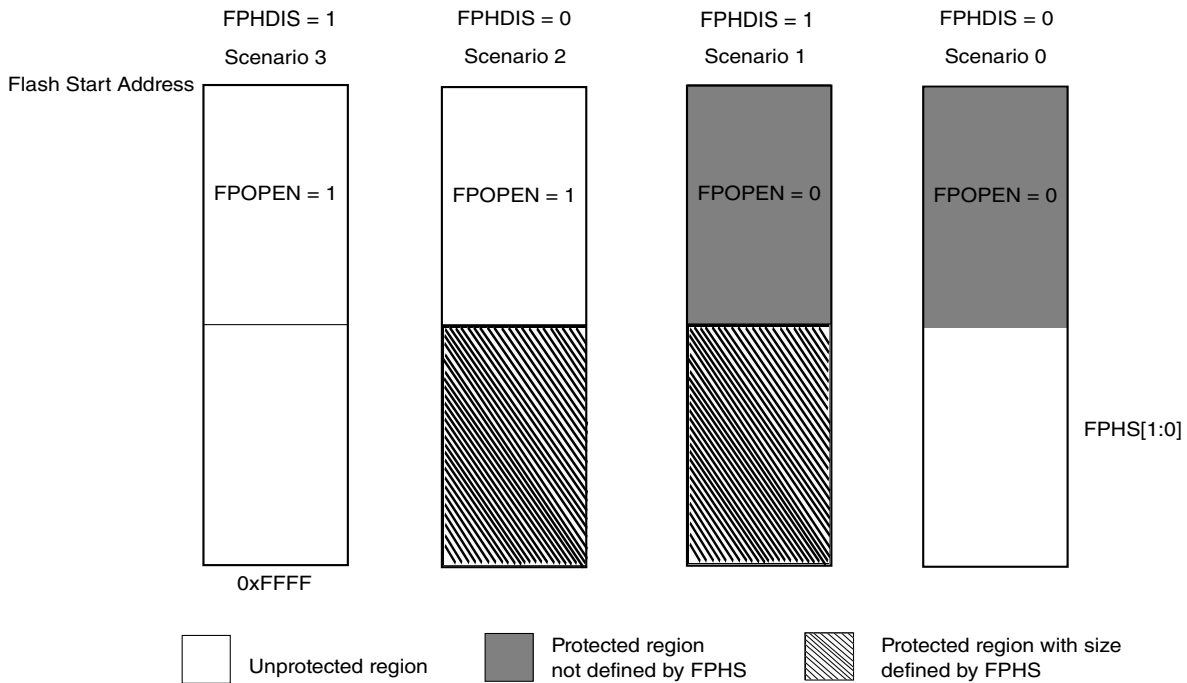 FPHDIS = 1
FPHDIS = 0
FPHDIS = 1
FPHDIS = 0
Scenario 3
Scenario 2
Scenario 1
Scenario 0
Flash Start Address
FPOPEN = 1
FPOPEN = 1
FPOPEN = 0
FPOPEN = 0
FPHS[1:0]
0xFFFF
Unprotected region
Protected region
not defined by FPHS
Protected region with size
defined by FPHS